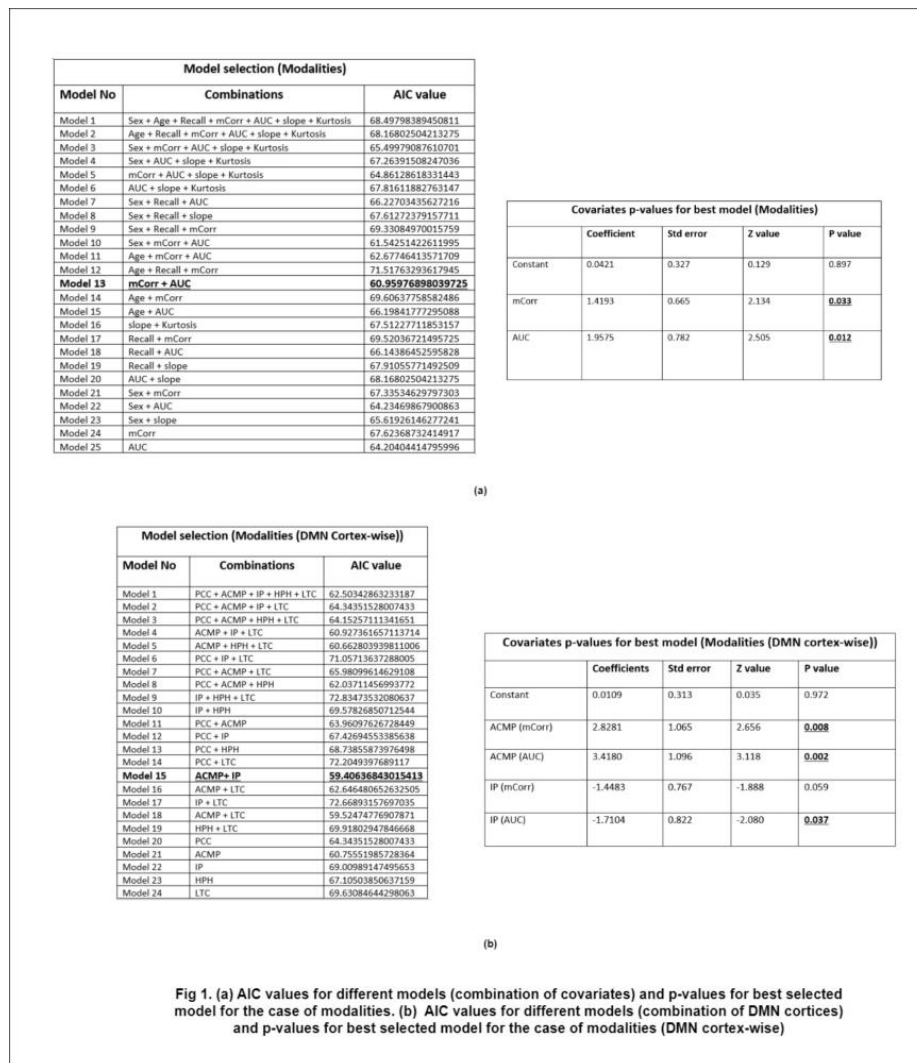 Model selection (Modalities)
Model No Combinations AIC value
Model 1 Sex + Age + Recall + mCorr + AUC + slope + Kurtosis 68.49798389450811
Model 2 Age + Recall + mCorr + AUC + slope + Kurtosis 68.16802504213275
Model 3 Sex + mCorr + AUC + slope + Kurtosis 65.49979087610701
Model 4 Sex + AUC + slope + Kurtosis 67.26391508247036
Model 5 mCorr + AUC + slope + Kurtosis 64.86128618331443
Model 6 AUC + slope + Kurtosis 67.81611882763147
Model 7 Sex + Recall + AUC 66.22703435627216
Model 8 Sex + Recall + slope 67.61272379157711
Model 9 Sex + Recall + mCorr 69.33084970015759
Model 10 Sex + mCorr + AUC 61.54251422611995
Model 11 Age + mCorr + AUC 62.67746413571709
Model 12 Age + Recall + mCorr 71.51763293617945
Model 13 mCorr + AUC 60.95976898039725
Model 14 Age + mCorr 69.60637758582486
Model 15 Age + AUC 66.19841777295088
Model 16 slope + Kurtosis 67.51227711853157
Model 17 Recall + mCorr 69.52036721495725
Model 18 Recall + AUC 66.14386452595828
Model 19 Recall + slope 67.91055771492509
Model 20 AUC + slope 68.16802504213275
Model 21 Sex + mCorr 67.33534629797303
Model 22 Sex + AUC 64.23469867900863
Model 23 Sex + slope 65.61926146277241
Model 24 mCorr 67.62368732414917
Model 25 AUC 64.20404414795996
Covariates p-values for best model (Modalities)
Coefficient Std error Z value P value
Constant 0.0421 0.327 0.129 0.897
mCorr 1.4193 0.665 2.134 0.033
AUC 1.9575 0.782 2.505 0.012
(a)
Model selection (Modalities (DMN Cortex-wise))
Model No Combinations AIC value
Model 1 PCC + ACMP + IP + HPH + LTC 62.50342863233187
Model 2 PCC + ACMP + IP + LTC 64.34351528007433
Model 3 PCC + ACMP + HPH + LTC 64.15257111341651
Model 4 ACMP + IP + LTC 60.927361657113714
Model 5 ACMP + HPH + LTC 60.662803939811006
Model 6 PCC + IP + LTC 71.05713637288005
Model 7 PCC + ACMP + LTC 65.98099614629108
Model 8 PCC + ACMP + HPH 62.03711456993772
Model 9 IP + HPH + LTC 72.83473532080637
Model 10 IP + HPH 69.57826850712544
Model 11 PCC + ACMP 63.96097626728449
Model 12 PCC + IP 67.42694553385638
Model 13 PCC + HPH 68.73855873976498
Model 14 PCC + LTC 72.2049397689117
Model 15 ACMP+ IP 59.40636843015413
Model 16 ACMP + LTC 62.646480652632505
Model 17 IP + LTC 72.66893157697035
Model 18 ACMP + LTC 59.52474776907871
Model 19 HPH + LTC 69.91802947846668
Model 20 PCC 64.34351528007433
Model 21 ACMP 60.75551985728364
Model 22 IP 69.00989147495653
Model 23 HPH 67.10503850637159
Model 24 LTC 69.63084644298063
Covariates p-values for best model (Modalities (DMN cortex-wise))
Coefficients Std error Z value P value
Constant 0.0109 0.313 0.035 0.972
ACMP (mCorr) 2.8281 1.065 2.656 0.008
ACMP (AUC) 3.4180 1.096 3.118 0.002
IP (mCorr) -1.4483 0.767 -1.888 0.059
IP (AUC) -1.7104 0.822 -2.080 0.037
(b)
Fig 1. (a) AIC values for different models (combination of covariates) and p-values for best selected
model for the case of modalities. (b) AIC values for different models (combination of DMN cortices)
and p-values for best selected model for the case of modalities (DMN cortex-wise)